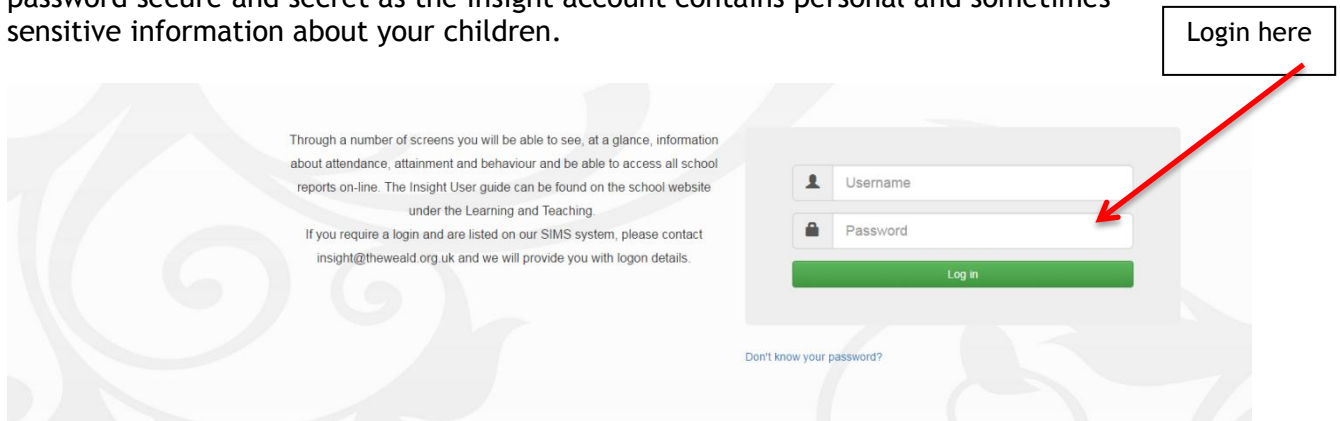 password secure and secret as the Insight account contains personal and sometimes
sensitive information about your children.
Login here
Through a number of screens you will be able to see, at a glance, information
about attendance, attainment and behaviour and be able to access all school
reports on-line. The Insight User guide can be found on the school website
under the Learning and Teaching.
If you require a login and are listed on our SIMS system, please contact
insight@theweald.org.uk and we will provide you with logon details.
Username
Password
Log in
Don't know your password?